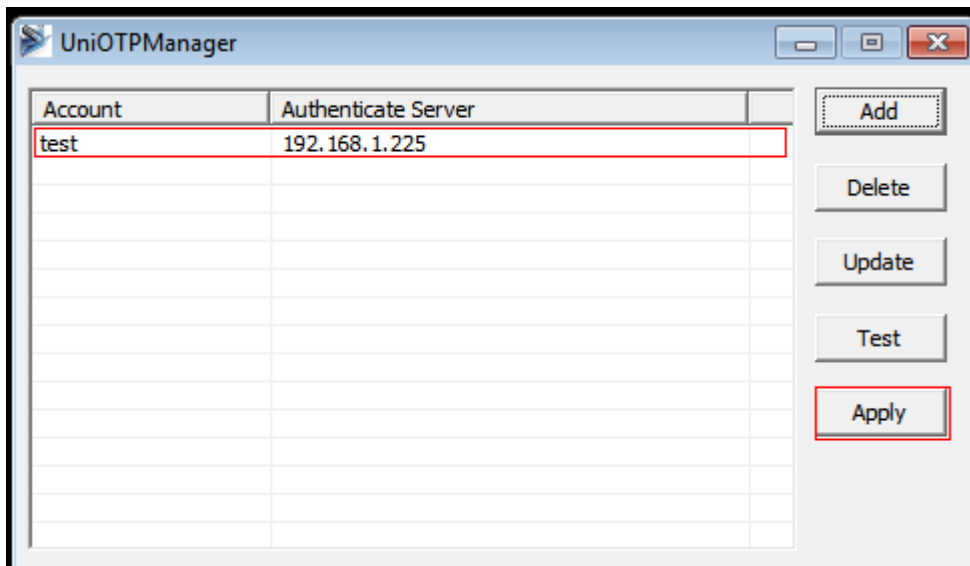 UniOTPManager
Account Authenticate Server
test 192.168.1.225
Add
Delete
Update
Test
Apply